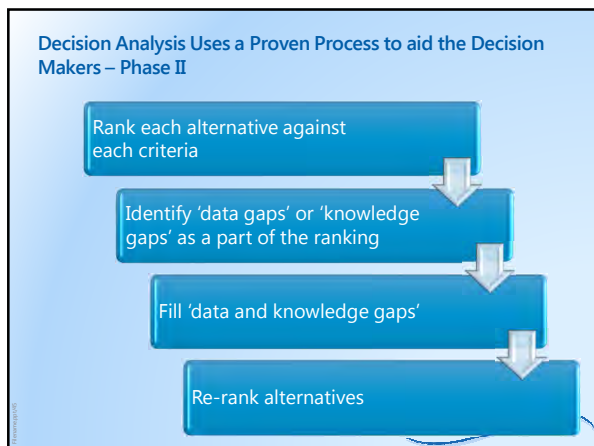 Decision Analysis Uses a Proven Process to aid the Decision
Makers – Phase II
Rank each alternative against
each criteria
Identify ‘data gaps’ or ‘knowledge
gaps’ as a part of the ranking
Fill ‘data and knowledge gaps’
Re-rank alternatives